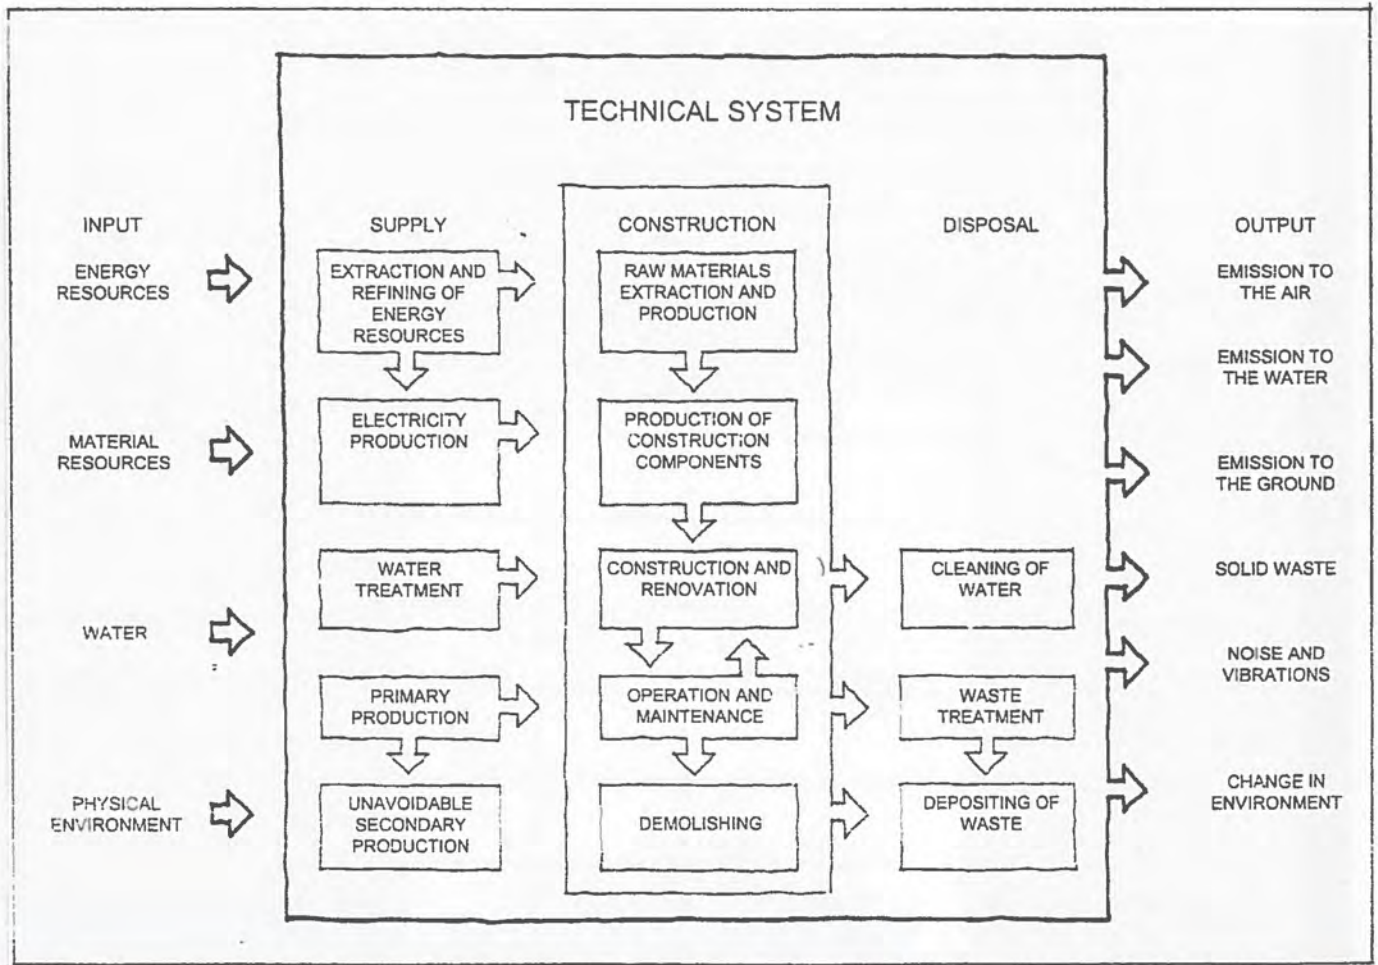 TECHNICAL SYSTEM
INPUT
ENERGY
RESOURCES
MATERIAL
RESOURCES
WATER
PHYSICAL
ENVIRONMENT
SUPPLY
EXTRACTION AND
REFINING OF
ENERGY
RESOURCES
ELECTRICITY
PRODUCTION
WATER
TREATMENT
PRIMARY
PRODUCTION
UNAVOIDABLE
SECONDARY
PRODUCTION
CONSTRUCTION
RAW MATERIALS
EXTRACTION AND
PRODUCTION
PRODUCTION OF
CONSTRUCTION
COMPONENTS
CONSTRUCTION AND
RENOVATION
OPERATION AND
MAINTENANCE
DEMOLISHING
DISPOSAL
CLEANING OF
WATER
WASTE
TREATMENT
DEPOSITING OF
WASTE
OUTPUT
EMISSION TO
THE AIR
EMISSION TO
THE WATER
EMISSION TO
THE GROUND
SOLID WASTE
NOISE AND
VIBRATIONS
CHANGE IN
ENVIRONMENT